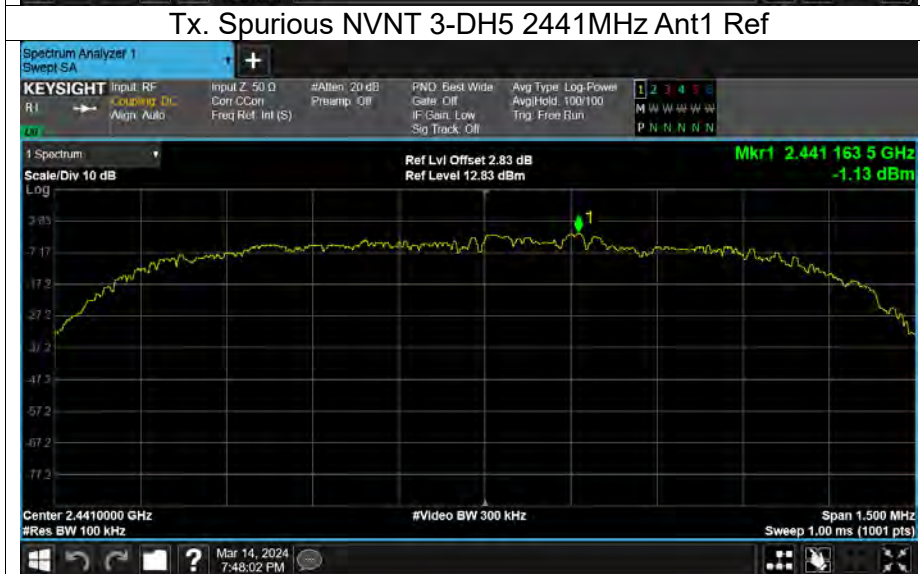 Tx. Spurious NVNT 3-DH5 2441MHz Ant1 Ref
Spectrum Analyzer 1
Swept SA
+
KEYSIGHT
Input: RF
Coupling: DC
Align: Auto
Input Z: 50 Ω
Corr CCorr
Freq Ref: Int (S)
#Atten: 20 dB
Preamp: Off
PNO: Best Wide
Gate: Off
IF Gain: Low
Sig Track: Off
Avg Type: Log-Power
Avg|Hold: 100/100
Trig: Free Run
1 2 3 4 5 6
M W W W W W
P N N N N N
1 Spectrum
Scale/Div 10 dB
Log
Ref Lvl Offset 2.83 dB
Ref Level 12.83 dBm
Mkr1 2.441 163 5 GHz
-1.13 dBm
1
2.83
-7.17
-17.2
-27.2
-37.2
-47.2
-57.2
-67.2
-77.2
Center 2.4410000 GHz
#Res BW 100 kHz
#Video BW 300 kHz
Span 1.500 MHz
Sweep 1.00 ms (1001 pts)
?
Mar 14, 2024
7:48:02 PM